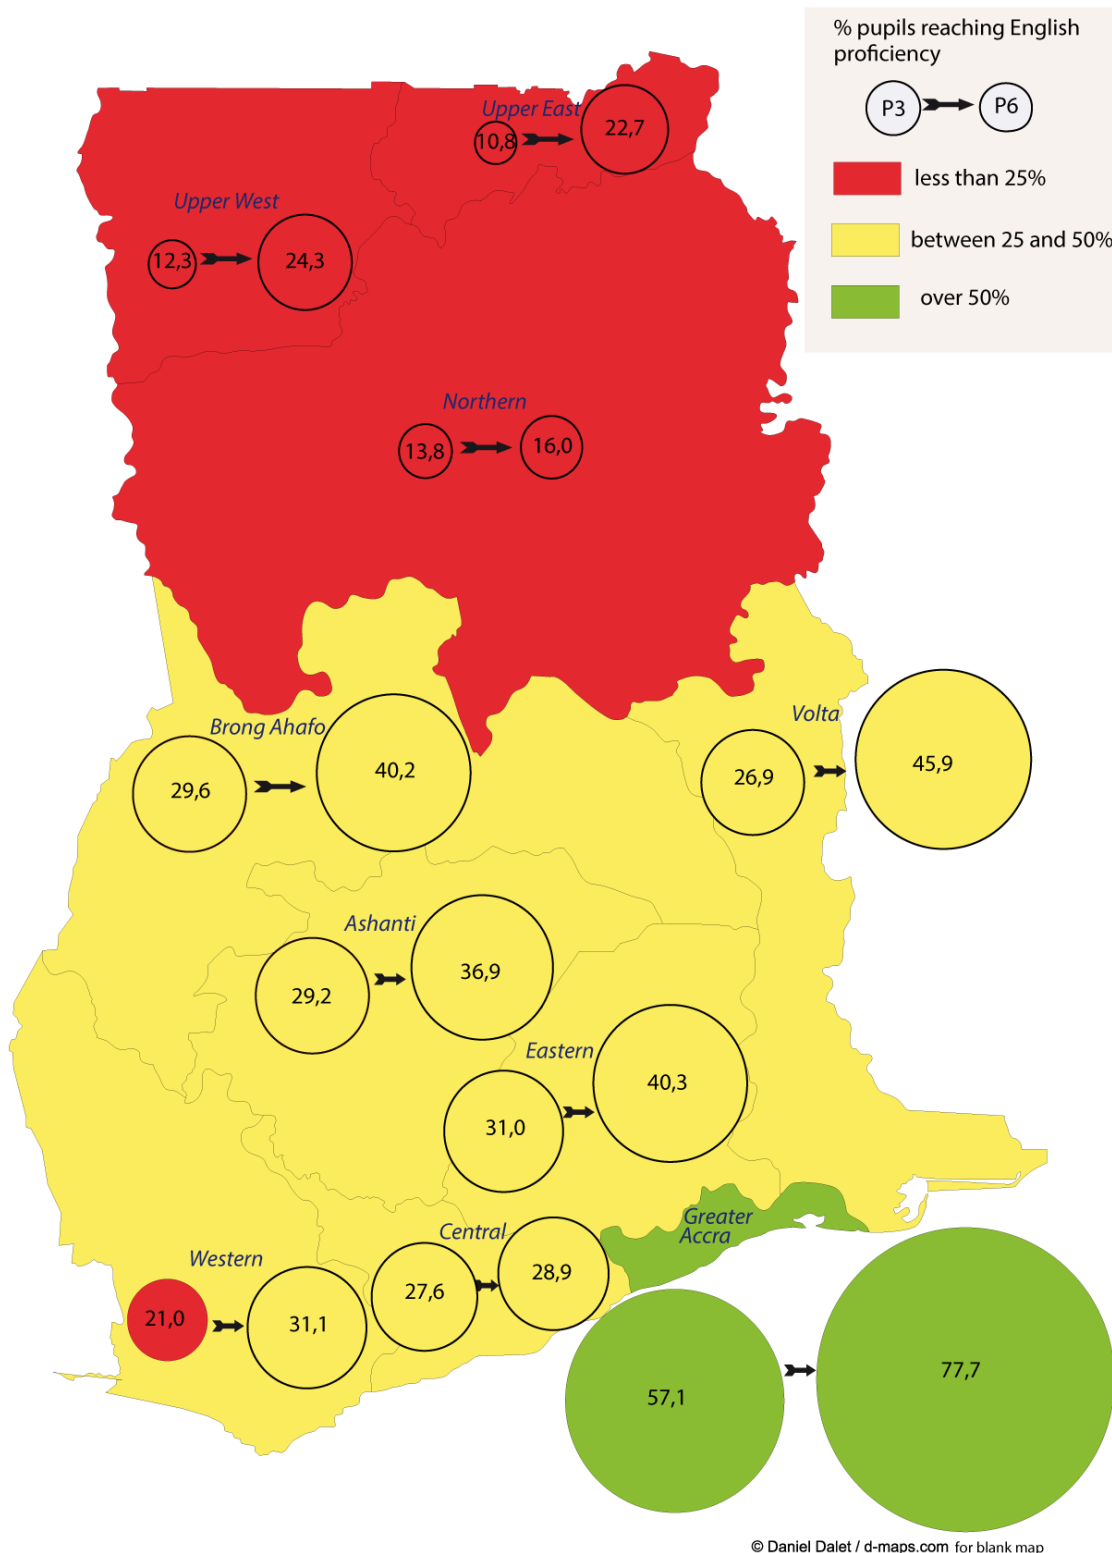 % pupils reaching English
proficiency
P3
P6
less than 25%
between 25 and 50%
over 50%
Upper East
10,8
22,7
Upper West
12,3
24,3
Northern
13,8
16,0
Brong Ahafo
29,6
40,2
Volta
26,9
45,9
Ashanti
29,2
36,9
Eastern
31,0
40,3
Greater
Accra
57,1
77,7
Central
27,6
28,9
Western
21,0
31,1
© Daniel Dalet / d-maps.com for blank map